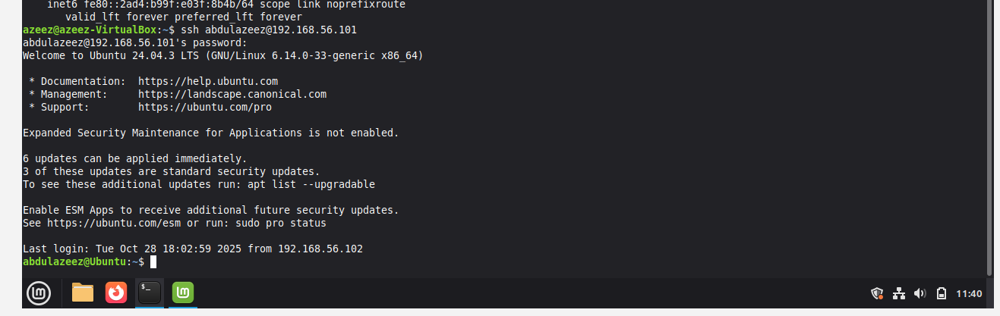 inet6 fe80::2ad4:b99f:e03f:8b4b/64 scope link noprefixroute
valid_lft forever preferred_lft forever
azeez@azeez-VirtualBox:~$ ssh abdulazeez@192.168.56.101
abdulazeez@192.168.56.101's password:
Welcome to Ubuntu 24.04.3 LTS (GNU/Linux 6.14.0-33-generic x86_64)
* Documentation:  https://help.ubuntu.com
* Management:     https://landscape.canonical.com
* Support:        https://ubuntu.com/pro
Expanded Security Maintenance for Applications is not enabled.
6 updates can be applied immediately.
3 of these updates are standard security updates.
To see these additional updates run: apt list --upgradable
Enable ESM Apps to receive additional future security updates.
See https://ubuntu.com/esm or run: sudo pro status
Last login: Tue Oct 28 18:02:59 2025 from 192.168.56.102
abdulazeez@Ubuntu:~$
$_
11:40